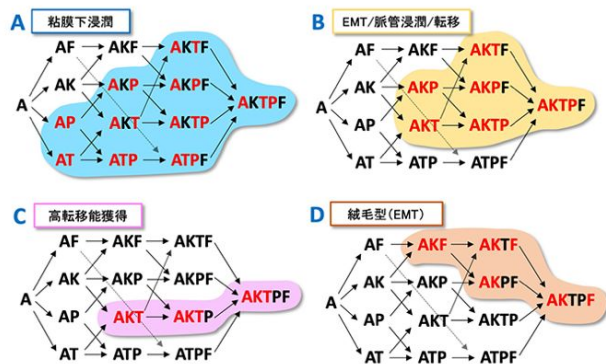 A 粘膜下浸潤
AF AKF AKTF
AK AKP AKPF
A AKTPF
AP AKT AKTP
AT ATP ATPF
B EMT/脈管浸潤/転移
AF AKF AKTF
AK AKP AKPF
A AKTPF
AP AKT AKTP
AT ATP ATPF
C 高転移能獲得
AF AKF AKTF
AK AKP AKPF
A AKTPF
AP AKT AKTP
AT ATP ATPF
D 絨毛型(EMT)
AF AKF AKTF
AK AKP AKPF
A AKTPF
AP AKT AKTP
AT ATP ATPF